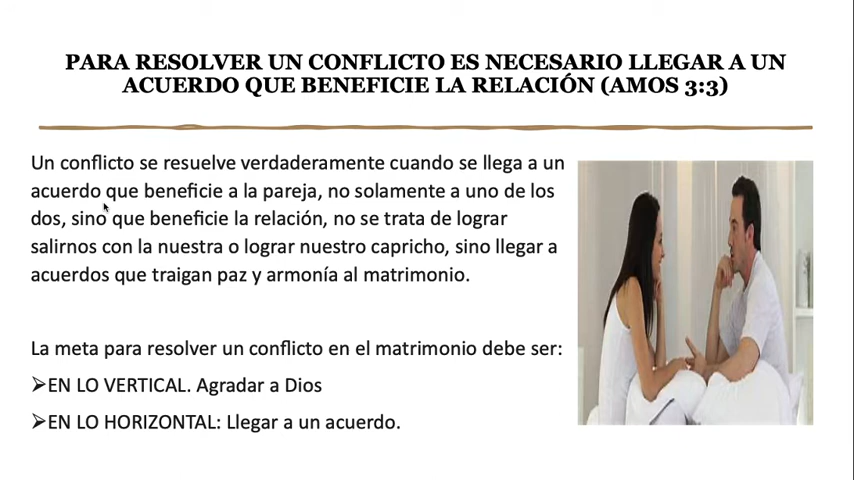 PARA RESOLVER UN CONFLICTO ES NECESARIO LLEGAR A UN
ACUERDO QUE BENEFICIE LA RELACIÓN (AMOS 3:3)
Un conflicto se resuelve verdaderamente cuando se llega a un
acuerdo que beneficie a la pareja, no solamente a uno de los
dos, sino que beneficie la relación, no se trata de lograr
salirnos con la nuestra o lograr nuestro capricho, sino llegar a
acuerdos que traigan paz y armonía al matrimonio.
La meta para resolver un conflicto en el matrimonio debe ser:
➢EN LO VERTICAL. Agradar a Dios
➢EN LO HORIZONTAL: Llegar a un acuerdo.